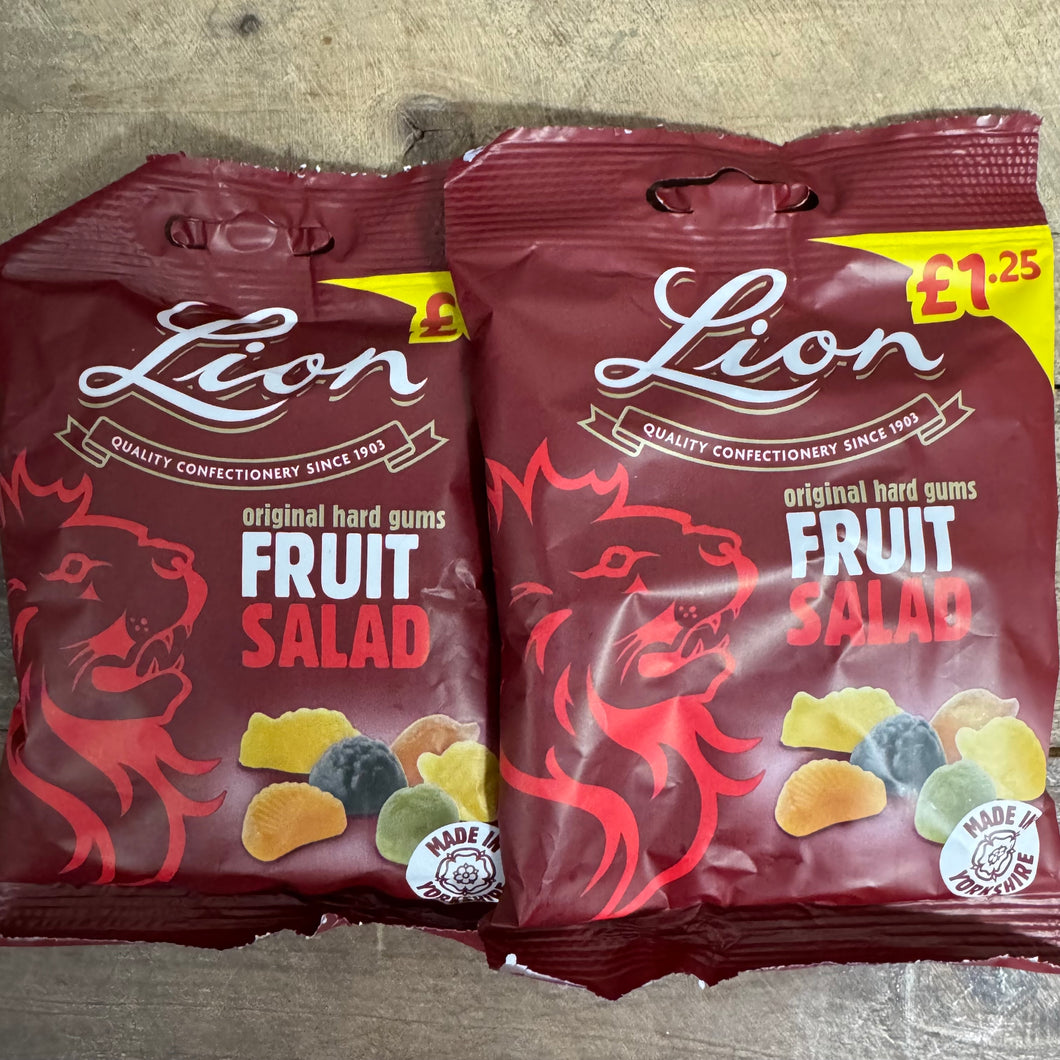 Lion
QUALITY CONFECTIONERY SINCE 1903
original hard gums
FRUIT
SALAD
MADE IN
YORKSHIRE
£
£1.25
Lion
QUALITY CONFECTIONERY SINCE 1903
original hard gums
FRUIT
SALAD
MADE IN
YORKSHIRE